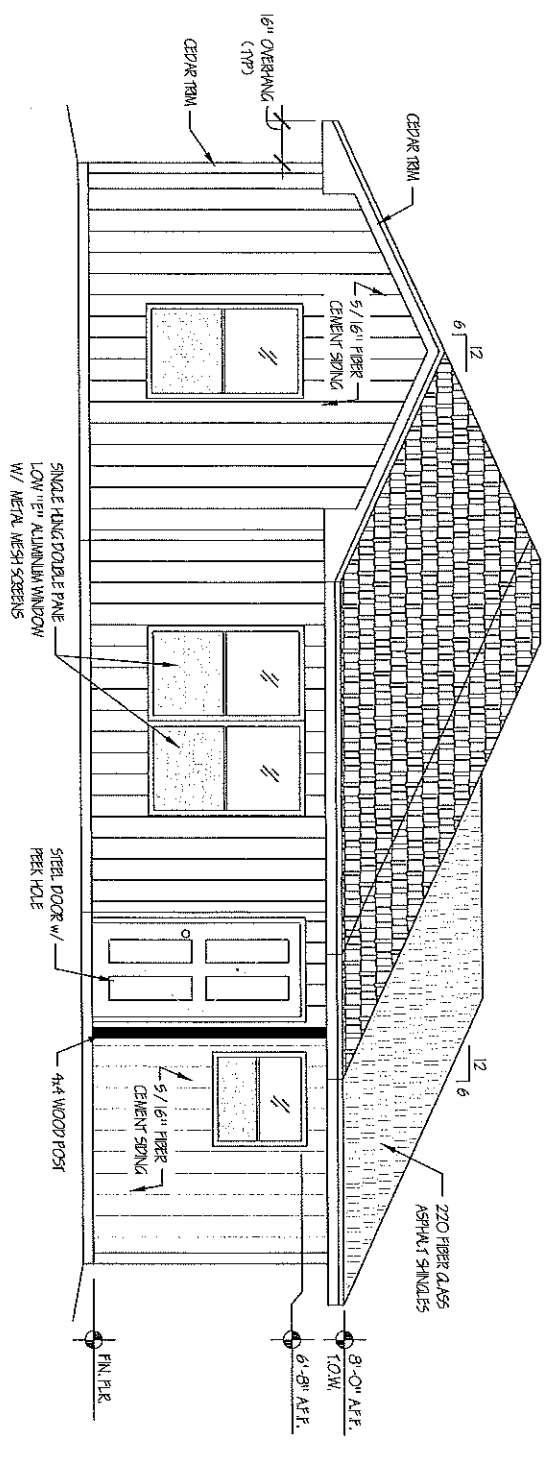 16" OVERHANG
(TYP)
CEDAR TRIM
CEDAR TRIM
12
6
5/16" FIBER
CEMENT SIDING
SINGLE HUNG DOUBLE PANE
LOW "E" ALUMINUM WINDOW
W/ METAL MESH SCREENS
STEEL DOOR w/
PEEK HOLE
4x4 WOOD POST
5/16" FIBER
CEMENT SIDING
12
6
220 FIBER GLASS
ASPHALT SHINGLES
8'-0" A.F.F.
T.O.W.
6'-8" A.F.F.
FIN. FLR.